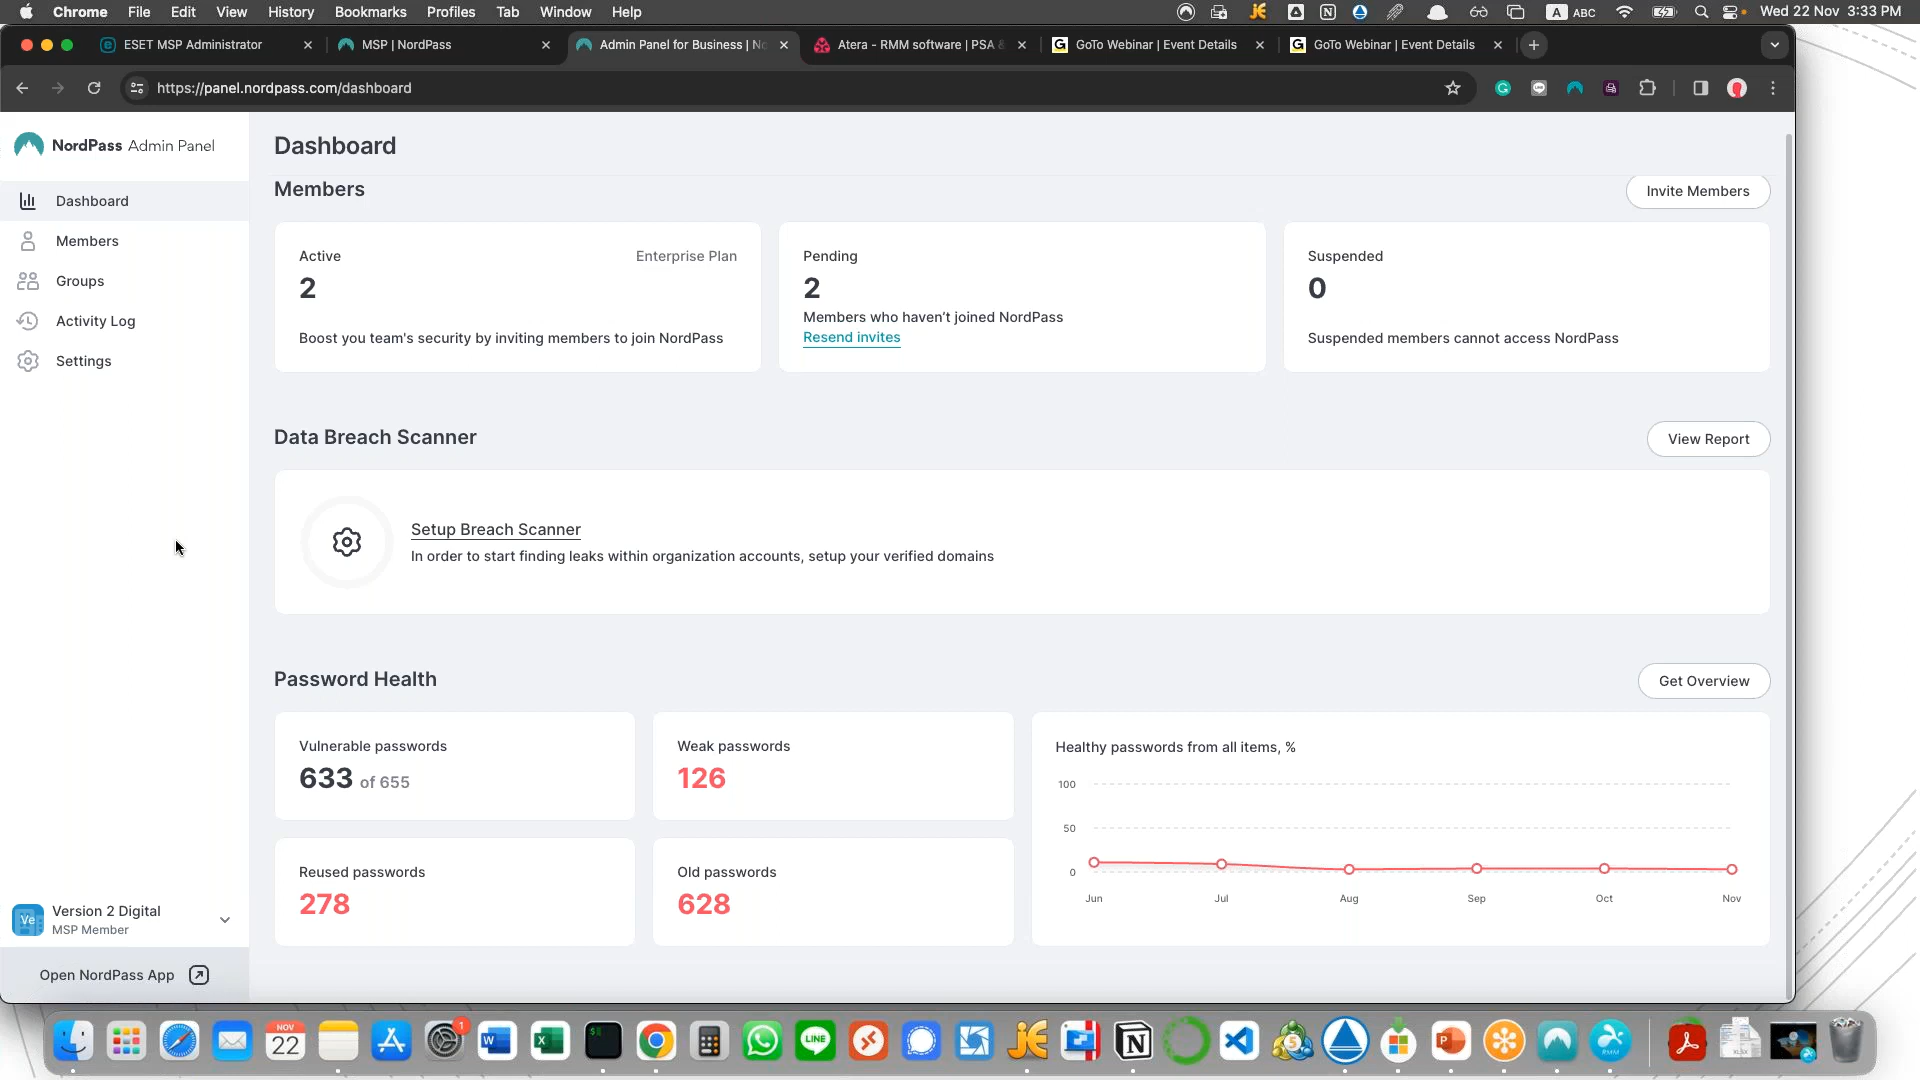 Chrome File Edit View History Bookmarks Profiles Tab Window Help
A ABC Wed 22 Nov 3:33 PM
ESET MSP Administrator
MSP | NordPass
Admin Panel for Business | No
Atera - RMM software | PSA &
GoTo Webinar | Event Details
GoTo Webinar | Event Details
https://panel.nordpass.com/dashboard
NordPass Admin Panel
Dashboard
Members
Groups
Activity Log
Settings
Dashboard
Members
Invite Members
Active
Enterprise Plan
2
Boost you team's security by inviting members to join NordPass
Pending
2
Members who haven't joined NordPass
Resend invites
Suspended
0
Suspended members cannot access NordPass
Data Breach Scanner
View Report
Setup Breach Scanner
In order to start finding leaks within organization accounts, setup your verified domains
Password Health
Get Overview
Vulnerable passwords
633 of 655
Weak passwords
126
Reused passwords
278
Old passwords
628
Healthy passwords from all items, %
100
50
0
Jun Jul Aug Sep Oct Nov
Ve
Version 2 Digital
MSP Member
Open NordPass App
NOV
22
1
LINE
RMM
XLSX